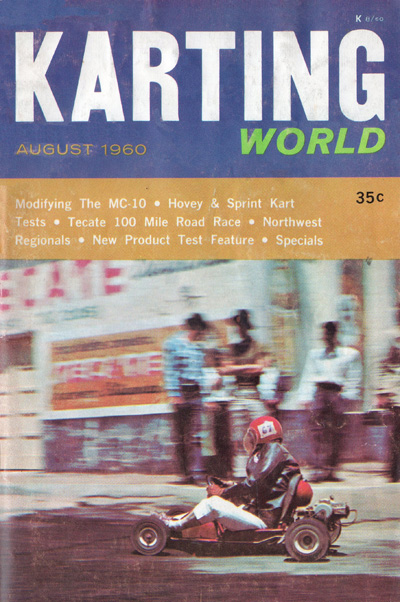 K 8/60
KARTING
WORLD
AUGUST 1960
35c
Modifying The MC-10 • Hovey & Sprint Kart
Tests • Tecate 100 Mile Road Race • Northwest
Regionals • New Product Test Feature • Specials